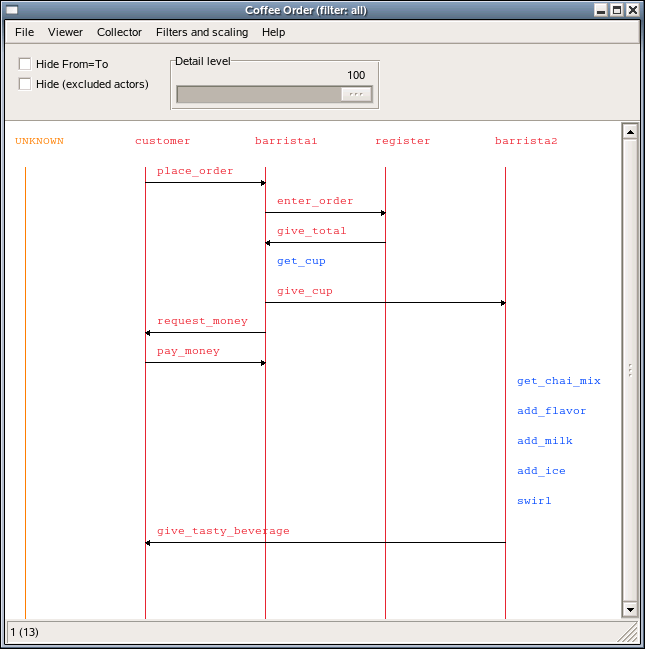 Coffee Order (filter: all)
File Viewer Collector Filters and scaling Help
Hide From=To
Hide (excluded actors)
Detail level
100
UNKNOWN customer barrista1 register barrista2
place_order
enter_order
give_total
get_cup
give_cup
request_money
pay_money
get_chai_mix
add_flavor
add_milk
add_ice
swirl
give_tasty_beverage
1 (13)